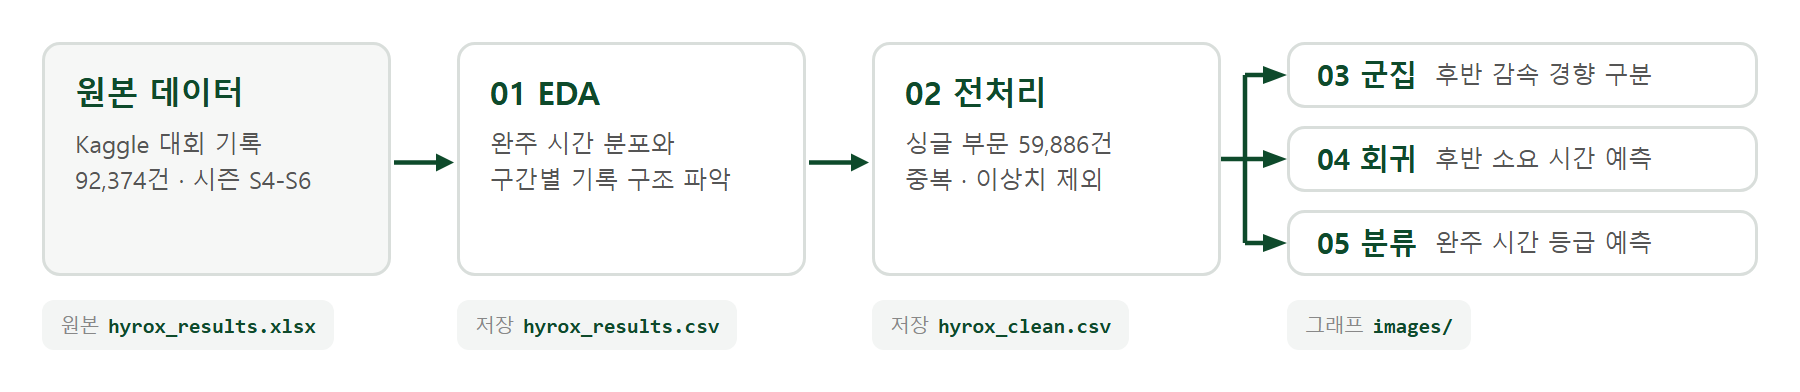 원본 데이터
Kaggle 대회 기록
92,374건 · 시즌 S4-S6
원본 hyrox_results.xlsx
01 EDA
완주 시간 분포와
구간별 기록 구조 파악
저장 hyrox_results.csv
02 전처리
싱글 부문 59,886건
중복 · 이상치 제외
저장 hyrox_clean.csv
03 군집 후반 감속 경향 구분
04 회귀 후반 소요 시간 예측
05 분류 완주 시간 등급 예측
그래프 images/